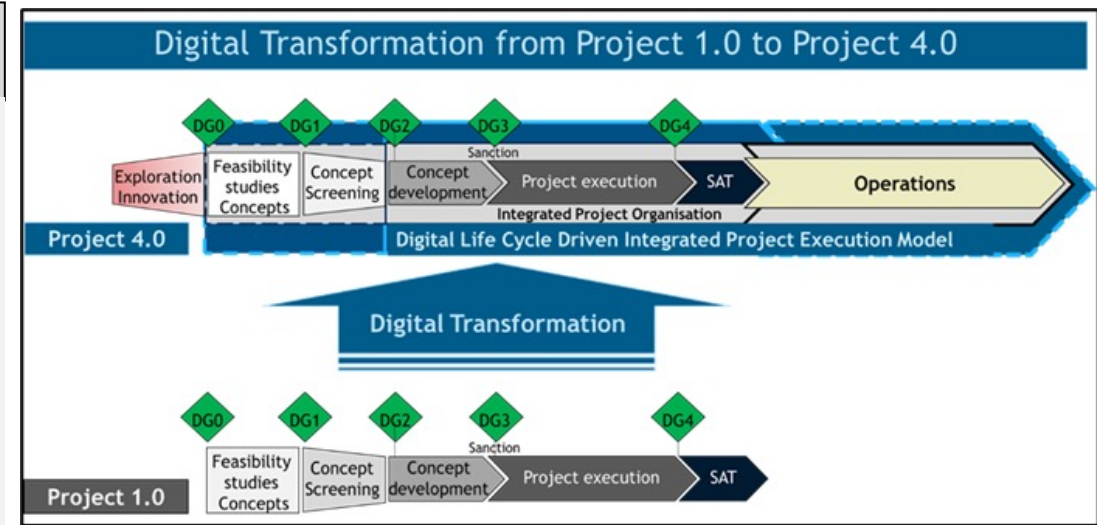 Digital Transformation from Project 1.0 to Project 4.0
DG0 DG1 DG2 DG3 DG4
Sanction
Exploration
Innovation
Feasibility
studies
Concepts
Concept
Screening
Concept
development
Project execution
SAT
Operations
Integrated Project Organisation
Project 4.0
Digital Life Cycle Driven Integrated Project Execution Model
Digital Transformation
DG0 DG1 DG2 DG3 DG4
Sanction
Feasibility
studies
Concepts
Concept
Screening
Concept
development
Project execution
SAT
Project 1.0